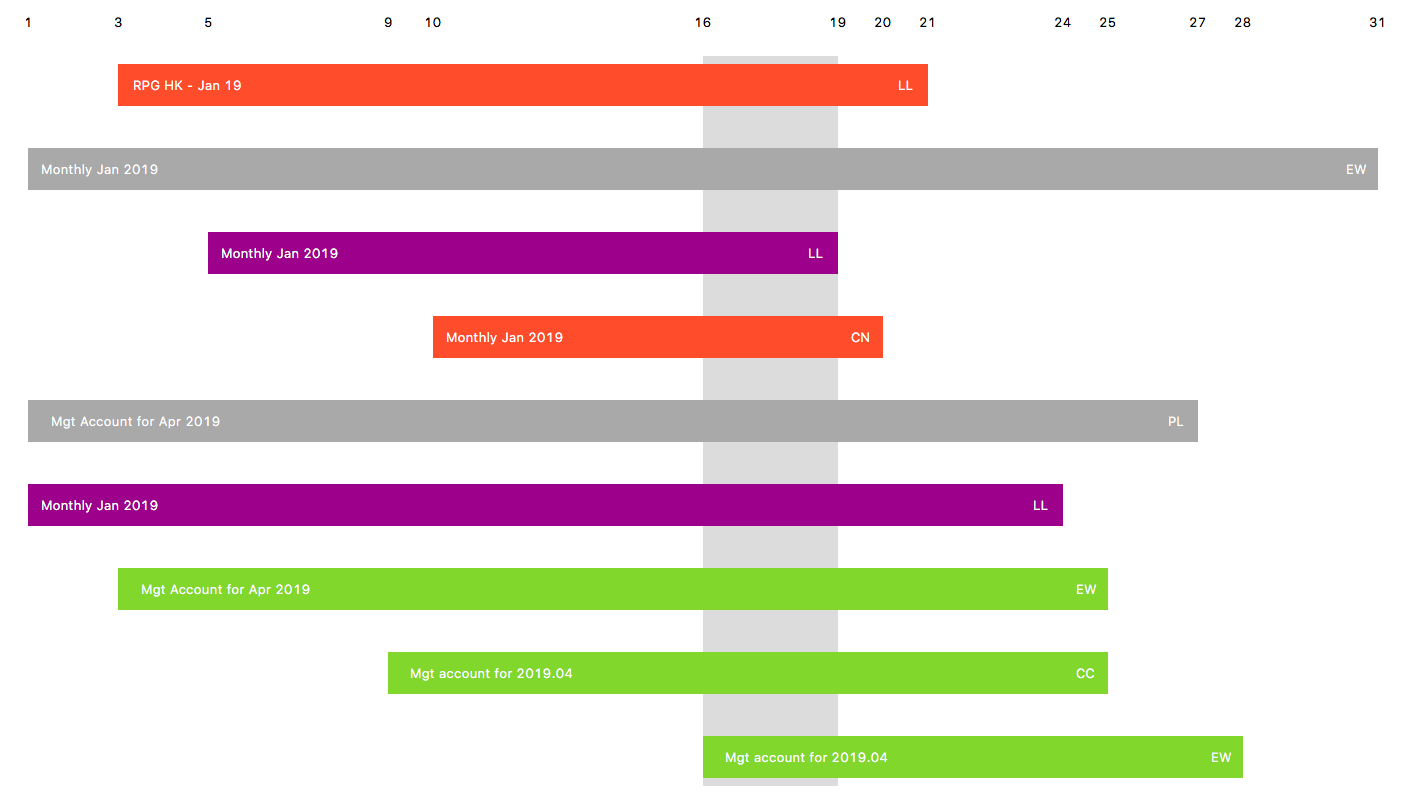 1 3 5 9 10 16 19 20 21 24 25 27 28 31
RPG HK - Jan 19 LL
Monthly Jan 2019 EW
Monthly Jan 2019 LL
Monthly Jan 2019 CN
Mgt Account for Apr 2019 PL
Monthly Jan 2019 LL
Mgt Account for Apr 2019 EW
Mgt account for 2019.04 CC
Mgt account for 2019.04 EW